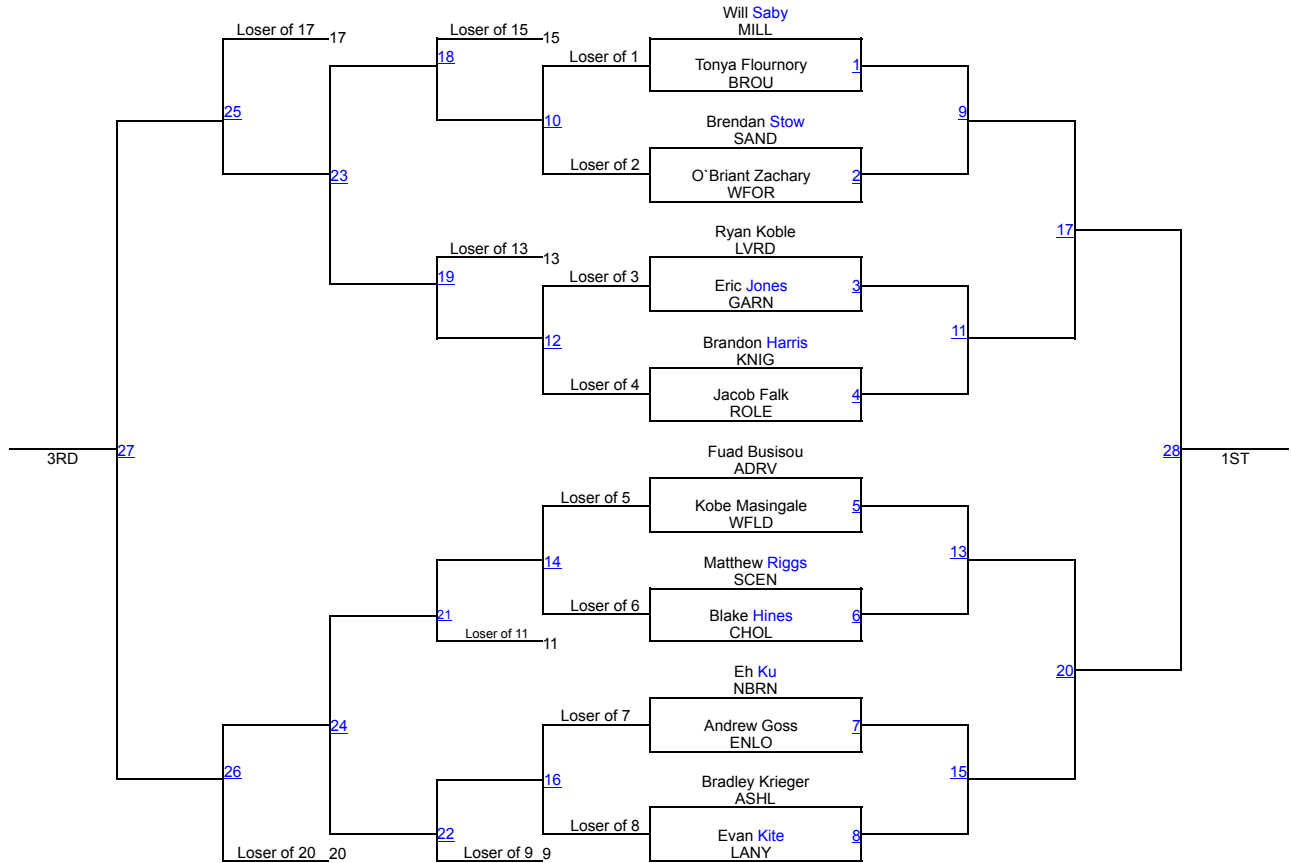 Will Saby
Loser of 17 17
Loser of 15 15
MILL
18
Loser of 1
Tonya Flournory 1
BROU
25
10
Brendan Stow
9
SAND
Loser of 2
O`Briant Zachary 2
WFOR
23
Ryan Koble
17
Loser of 13 13
LVRD
19
Loser of 3
Eric Jones 3
GARN
12
Brandon Harris
11
KNIG
Loser of 4
Jacob Falk 4
ROLE
3RD
27
Fuad Busisou
28
1ST
ADRV
Loser of 5
Kobe Masingale 5
WFLD
14
Matthew Riggs
13
SCEN
21
Loser of 6
Blake Hines 6
CHOL
Loser of 11 11
Eh Ku
20
NBRN
24
Loser of 7
Andrew Goss 7
ENLO
26
16
Bradley Krieger
15
ASHL
22
Loser of 8
Evan Kite 8
LANY
Loser of 20 20
Loser of 9 9